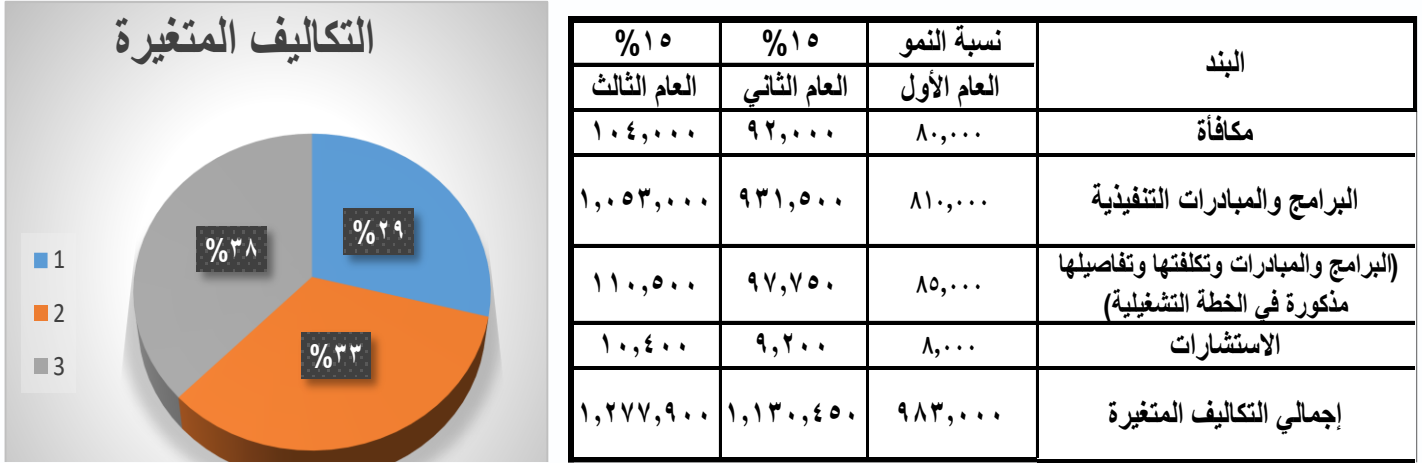 التكاليف المتغيرة
%٢٩
%٣٣
%٣٨
1
2
3
البند نسبة النمو %١٥ %١٥
العام الأول العام الثاني العام الثالث
مكافأة ٨٠,٠٠٠ ٩٢,٠٠٠ ١٠٤,٠٠٠
البرامج والمبادرات التنفيذية ٨١٠,٠٠٠ ٩٣١,٥٠٠ ١,٠٥٣,٠٠٠
(البرامج والمبادرات وتكلفتها وتفاصيلها
مذكورة في الخطة التشغيلية) ٨٥,٠٠٠ ٩٧,٧٥٠ ١١٠,٥٠٠
الاستشارات ٨,٠٠٠ ٩,٢٠٠ ١٠,٤٠٠
إجمالي التكاليف المتغيرة ٩٨٣,٠٠٠ ١,١٣٠,٤٥٠ ١,٢٧٧,٩٠٠